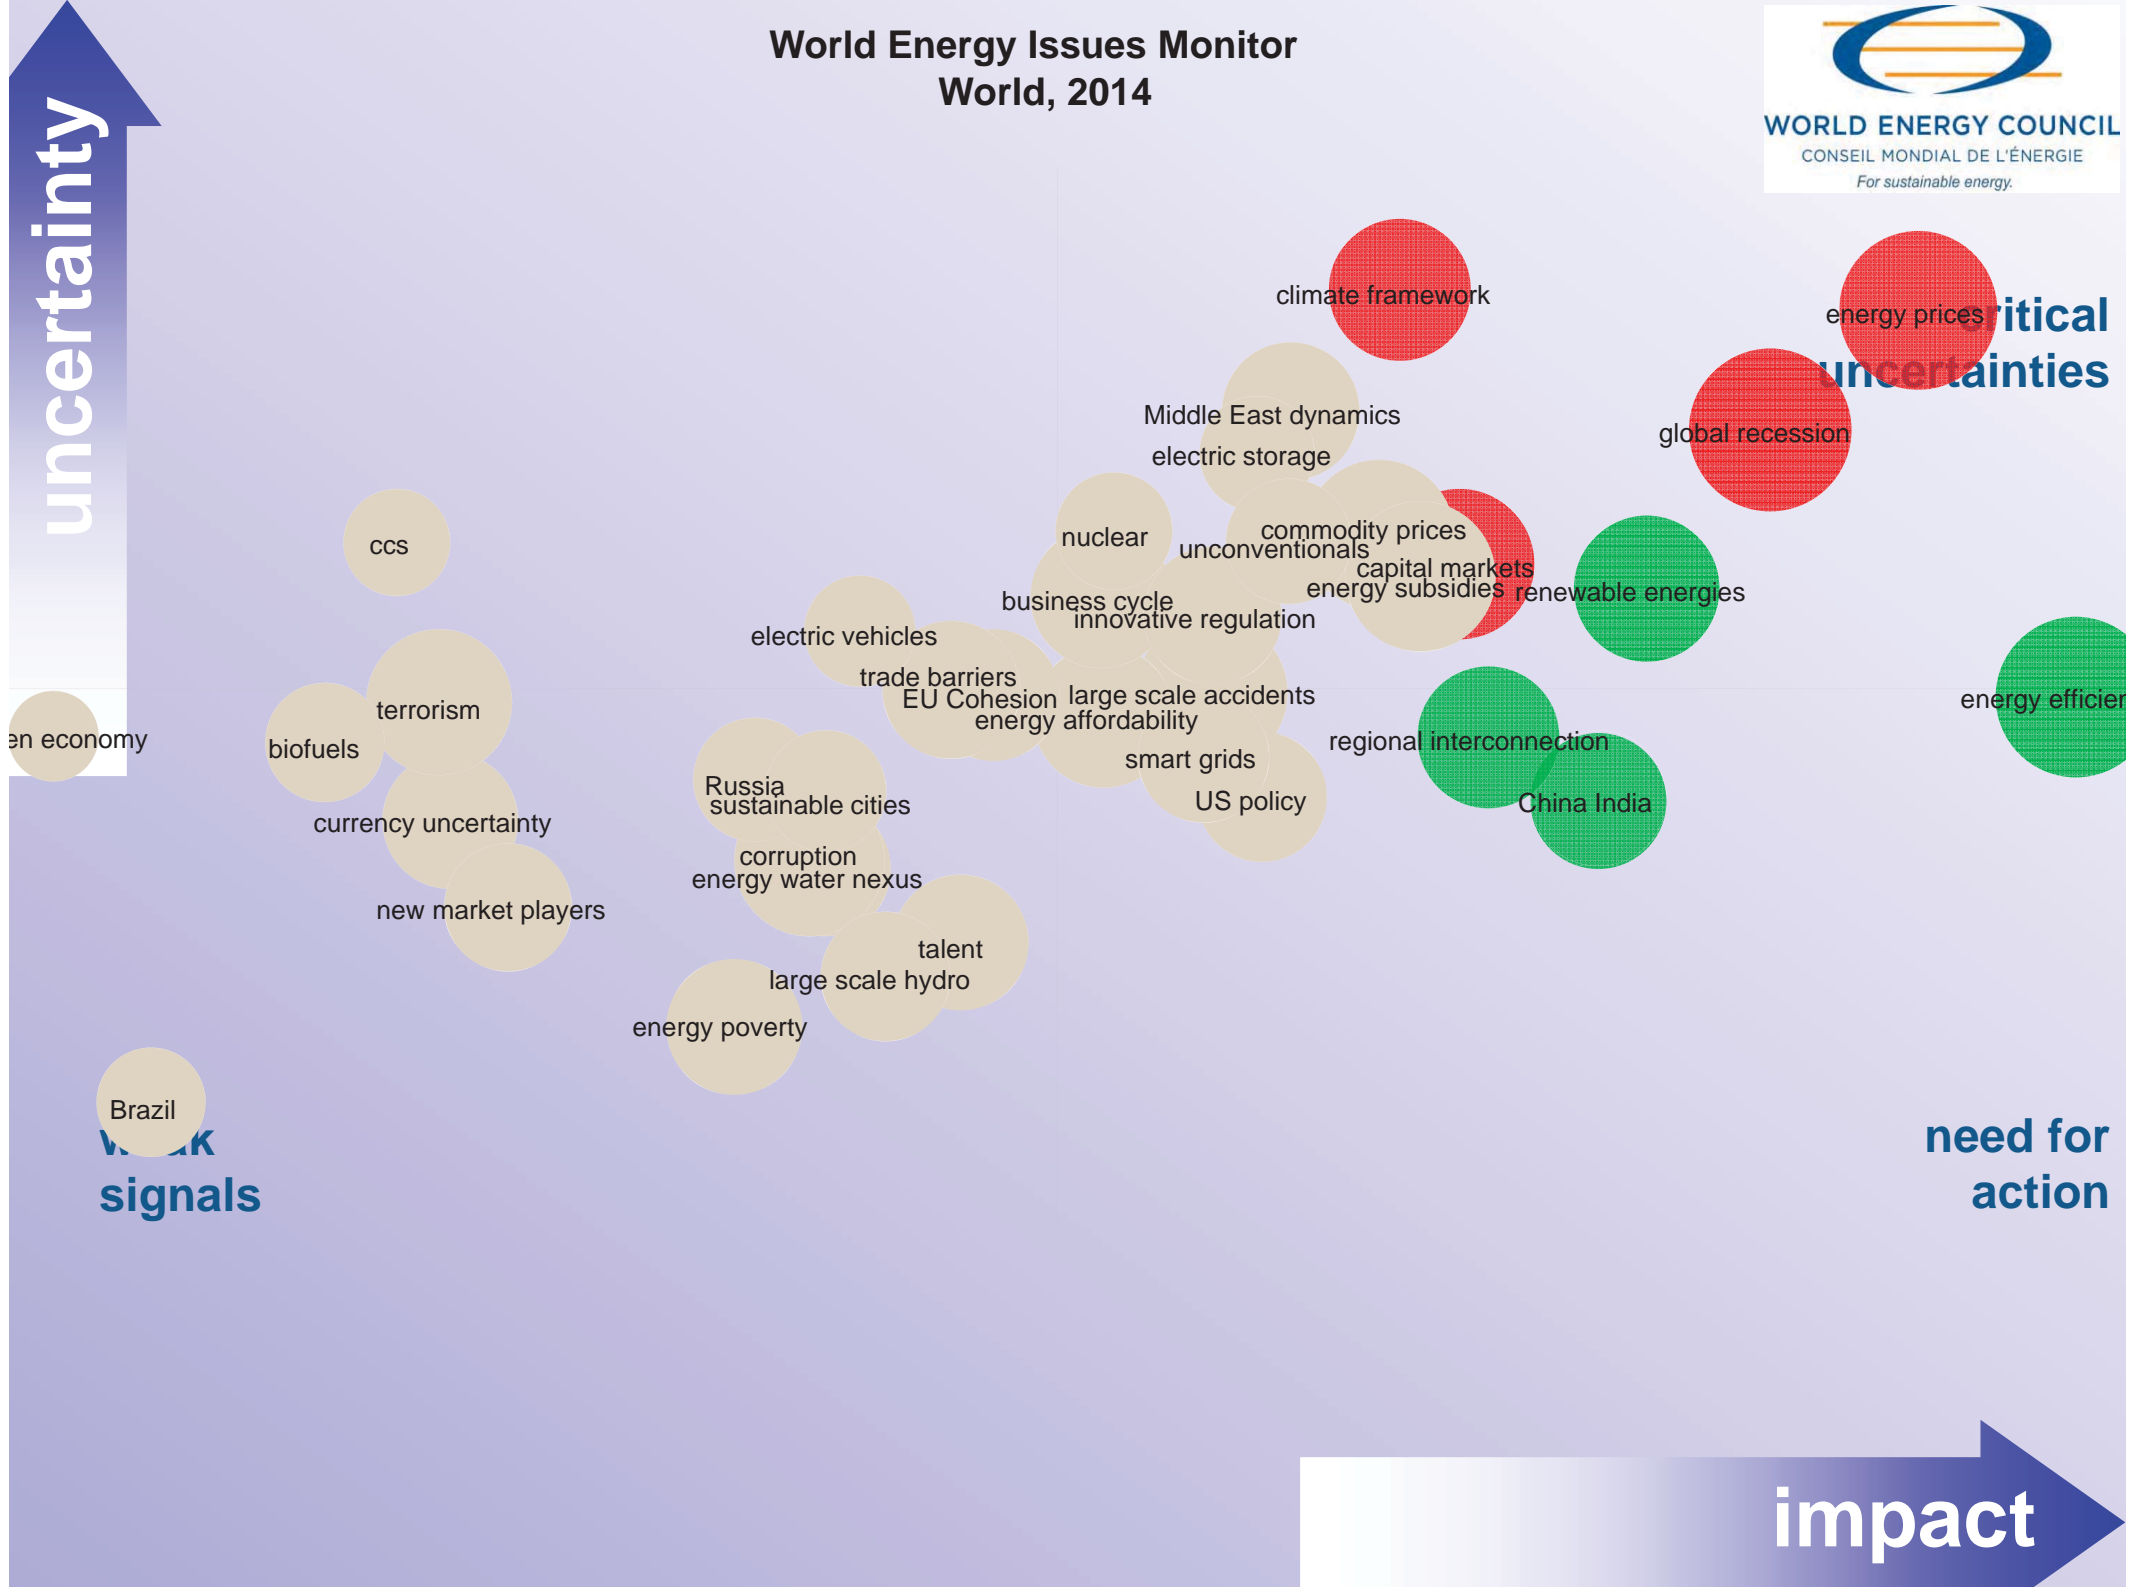 World Energy Issues Monitor
World, 2014
WORLD ENERGY COUNCIL
CONSEIL MONDIAL DE L'ÉNERGIE
For sustainable energy.
uncertainty
climate framework
energy prices
critical
uncertainties
Middle East dynamics
global recession
electric storage
commodity prices
nuclear
ccs
unconventionals
capital markets
energy subsidies
renewable energies
business cycle
innovative regulation
electric vehicles
trade barriers
EU Cohesion
large scale accidents
energy efficien
terrorism
energy affordability
en economy
biofuels
regional interconnection
smart grids
Russia
sustainable cities
US policy
China India
currency uncertainty
corruption
energy water nexus
new market players
talent
large scale hydro
energy poverty
Brazil
signals
need for
action
impact